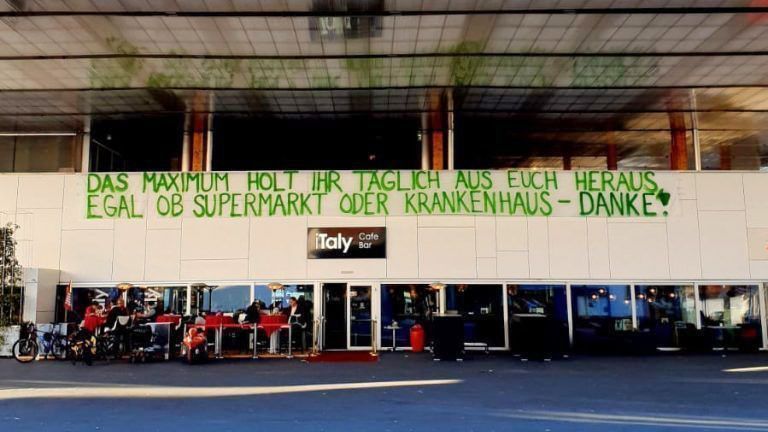 DAS MAXIMUM HOLT IHR TÄGLICH AUS EUCH HERAUS,
EGAL OB SUPERMARKT ODER KRANKENHAUS - DANKE!
iTaly Cafe
Bar